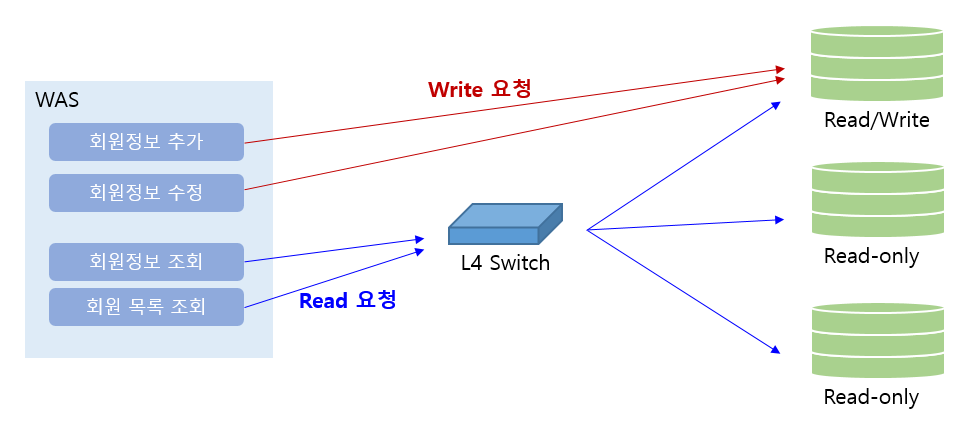 WAS
회원정보 추가
회원정보 수정
회원정보 조회
회원 목록 조회
Write 요청
Read 요청
L4 Switch
Read/Write
Read-only
Read-only